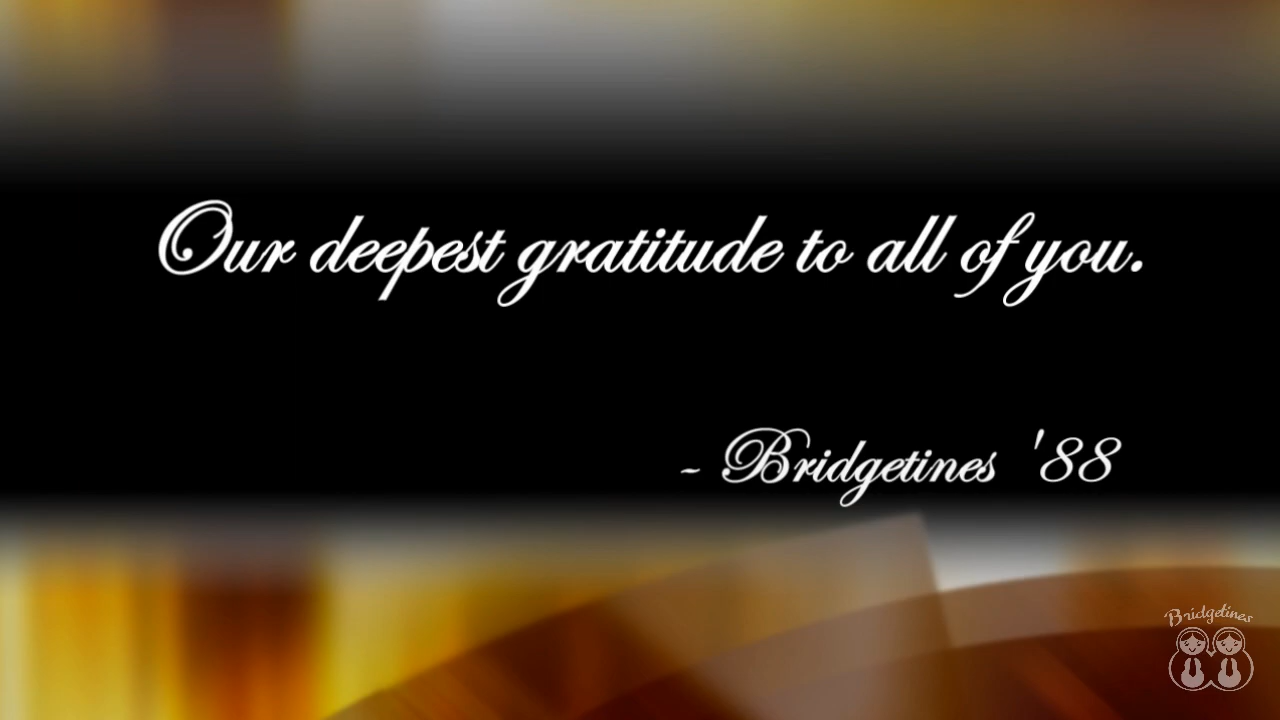 Our deepest gratitude to all of you.
- Bridgetines '88
Bridgetines